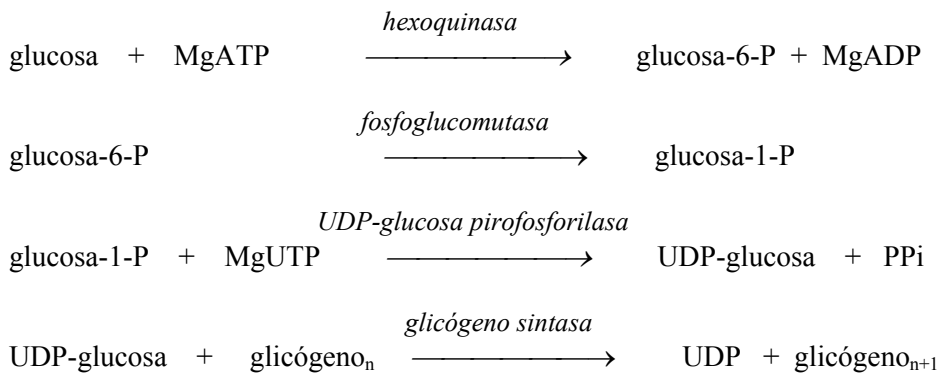 hexoquinasa
glucosa + MgATP ⟶ glucosa-6-P + MgADP
fosfoglucomutasa
glucosa-6-P ⟶ glucosa-1-P
UDP-glucosa pirofosforilasa
glucosa-1-P + MgUTP ⟶ UDP-glucosa + PPi
glicógeno sintasa
UDP-glucosa + glicógenoₙ ⟶ UDP + glicógenoₙ₊₁